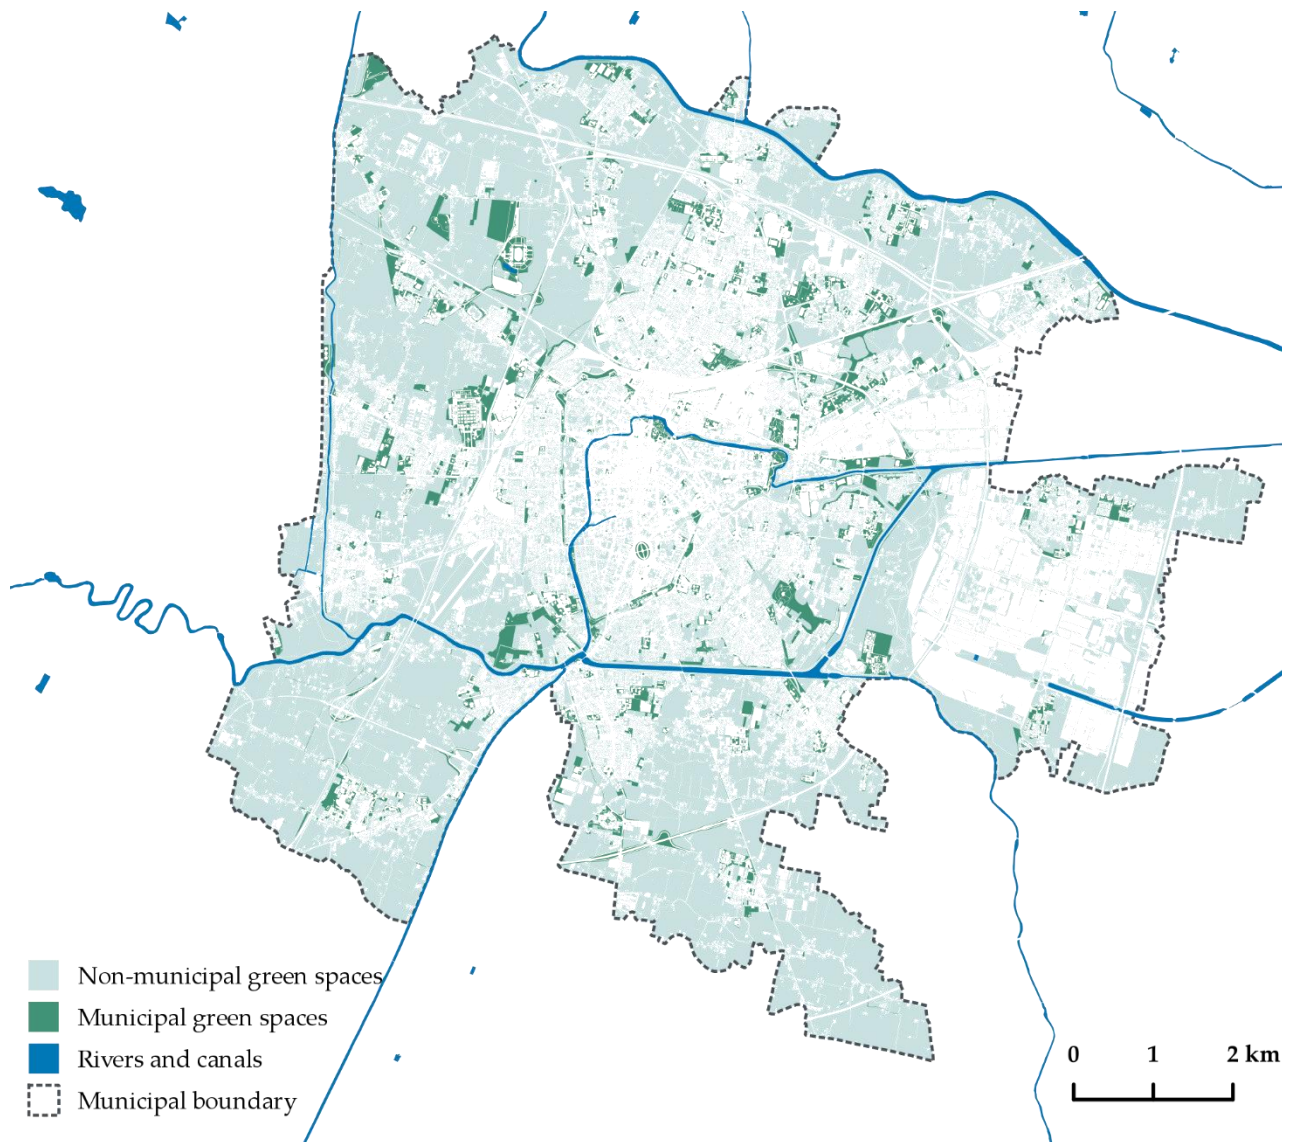 Non-municipal green spaces
Municipal green spaces
Rivers and canals
Municipal boundary
0 1 2 km